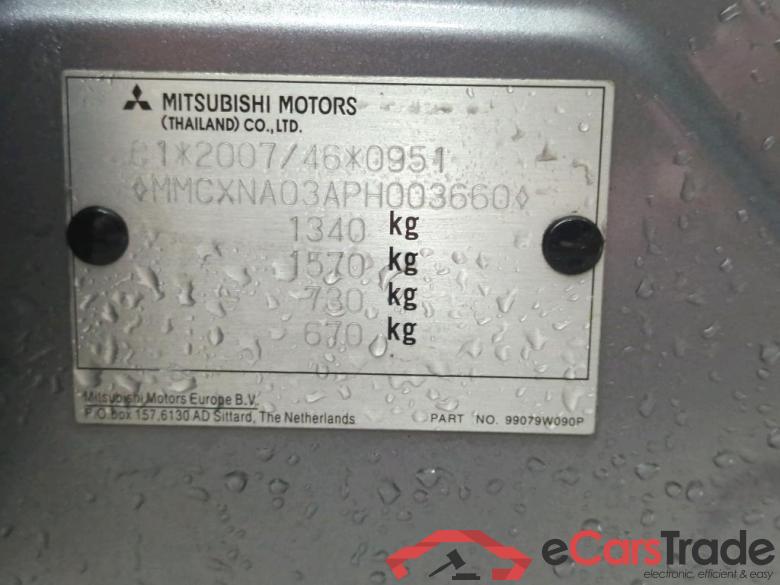 MITSUBISHI MOTORS
(THAILAND) CO.,LTD.
e1*2007/46*0951
◊MMCXNA03APH003660◊
1340 kg
1570 kg
730 kg
670 kg
Mitsubishi Motors Europe B.V.
P.O.box 157,6130 AD Sittard, The Netherlands
PART NO. 99079W090P
eCarsTrade
electronic, efficient & easy